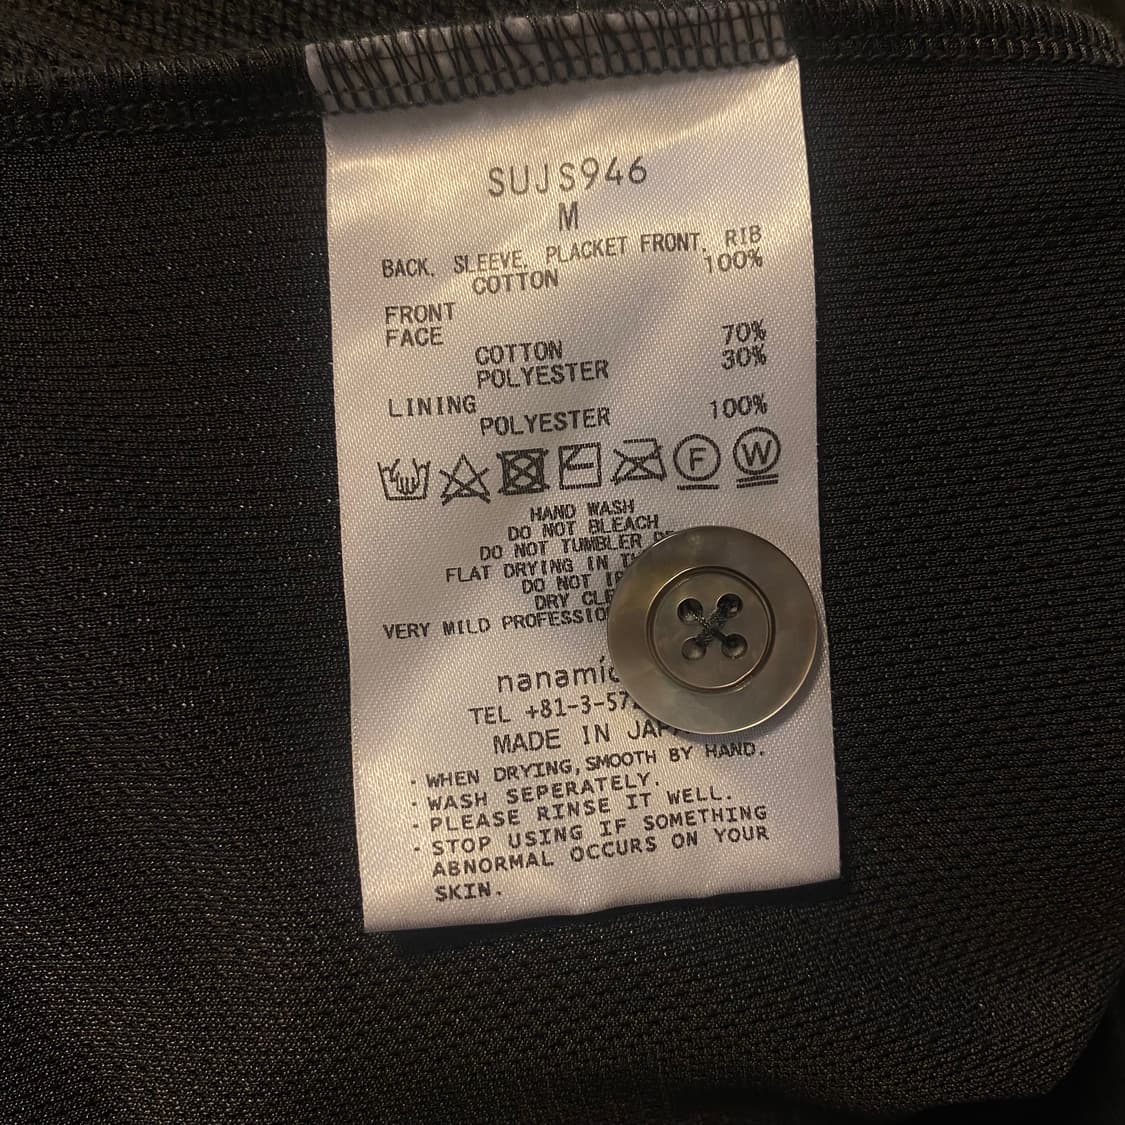 SUJS946
M
BACK, SLEEVE, PLACKET FRONT, RIB
COTTON 100%
FRONT
FACE
COTTON 70%
POLYESTER 30%
LINING
POLYESTER 100%
F W
HAND WASH
DO NOT BLEACH
DO NOT TUMBLER
FLAT DRYING IN
DO NOT
DRY
VERY MILD
TEL +81-3-57
MADE IN
· WHEN DRYING, SMOOTH BY HAND.
· WASH SEPERATELY.
· PLEASE RINSE IT WELL.
· STOP USING IF SOMETHING
ABNORMAL OCCURS ON YOUR
SKIN.